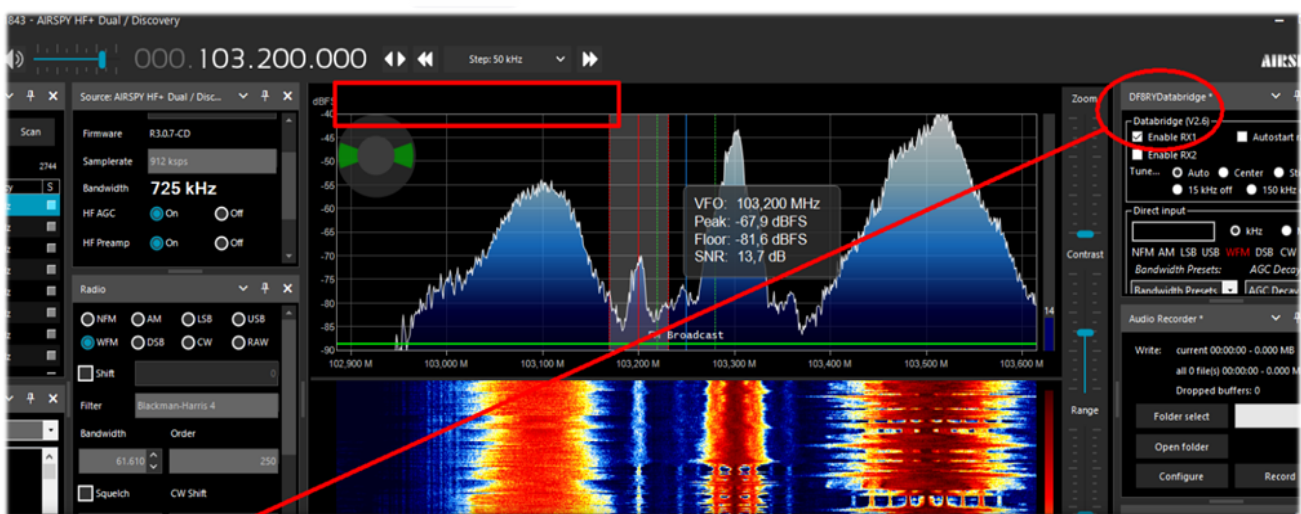 843 - AIRSPY HF+ Dual / Discovery
000.103.200.000
Step: 50 kHz
Scan
2744
S
Source: AIRSPY HF+ Dual / Disc...
Firmware R3.0.7-CD
Samplerate 912 ksps
Bandwidth 725 kHz
HF AGC On Off
HF Preamp On Off
Radio
NFM AM LSB USB
WFM DSB CW RAW
Shift 0
Filter Blackman-Harris 4
Bandwidth Order
61.610 250
Squelch CW Shift
dBFS
-40
-45
-50
-55
-60
-65
-70
-75
-80
-85
-90
VFO: 103,200 MHz
Peak: -67,9 dBFS
Floor: -81,6 dBFS
SNR: 13,7 dB
14
Broadcast
102,900 M 103,000 M 103,100 M 103,200 M 103,300 M 103,400 M 103,500 M 103,600 M
Zoom
Contrast
Range
DF8RYDatabridge *
Databridge (V2.6)
Enable RX1 Autostart
Enable RX2
Tune... Auto Center
15 kHz off 150 kHz
Direct input
kHz
NFM AM LSB USB WFM DSB CW
Bandwidth Presets: AGC Decay
Bandwidth Presets AGC Decay
Audio Recorder *
Write: current 00:00:00 - 0.000 MB
all 0 file(s) 00:00:00 - 0.000 M
Dropped buffers: 0
Folder select
Open folder
Configure Record